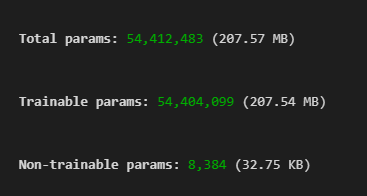 Total params: 54,412,483 (207.57 MB)
Trainable params: 54,404,099 (207.54 MB)
Non-trainable params: 8,384 (32.75 KB)